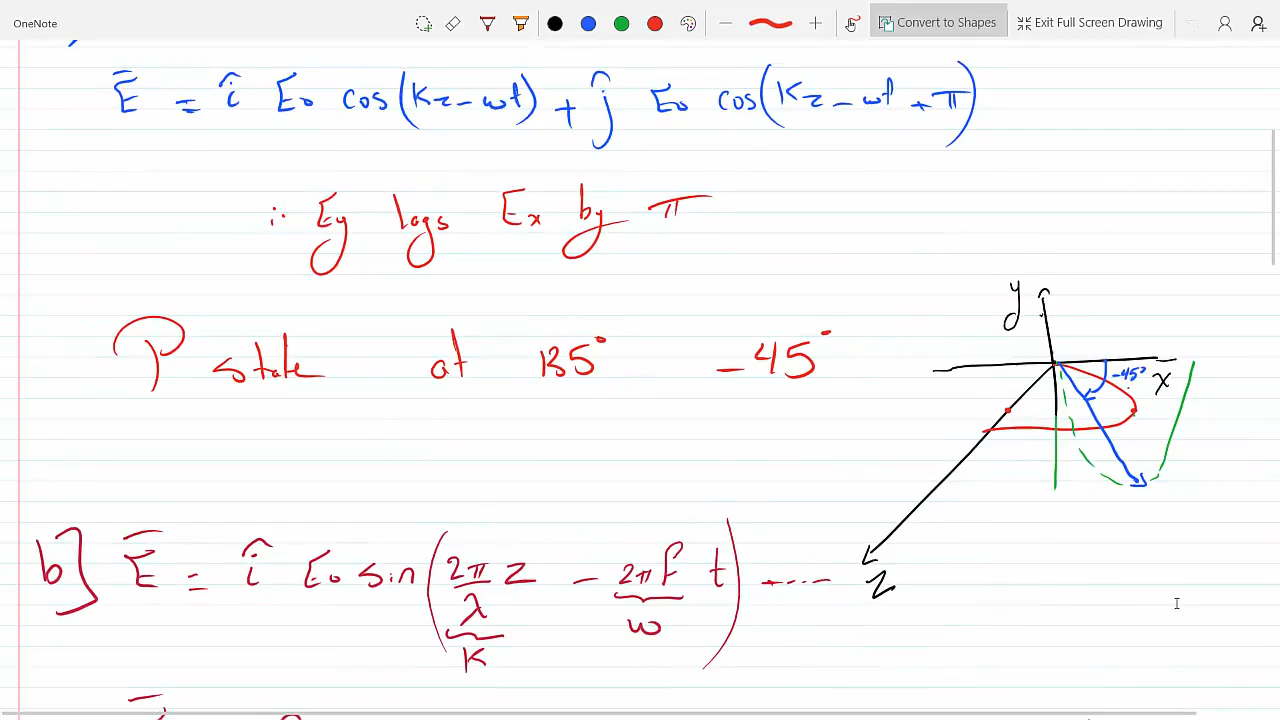 OneNote
Convert to Shapes
Exit Full Screen Drawing
Ē = î E₀ cos(Kz - ωt) + ĵ E₀ cos(Kz - ωt + π)
∴ Ey lags Ex by π
P state at 135° -45°
y
-45°
x
z
b] Ē = î E₀ sin(2π/λ z - 2πf t) -----
K
ω